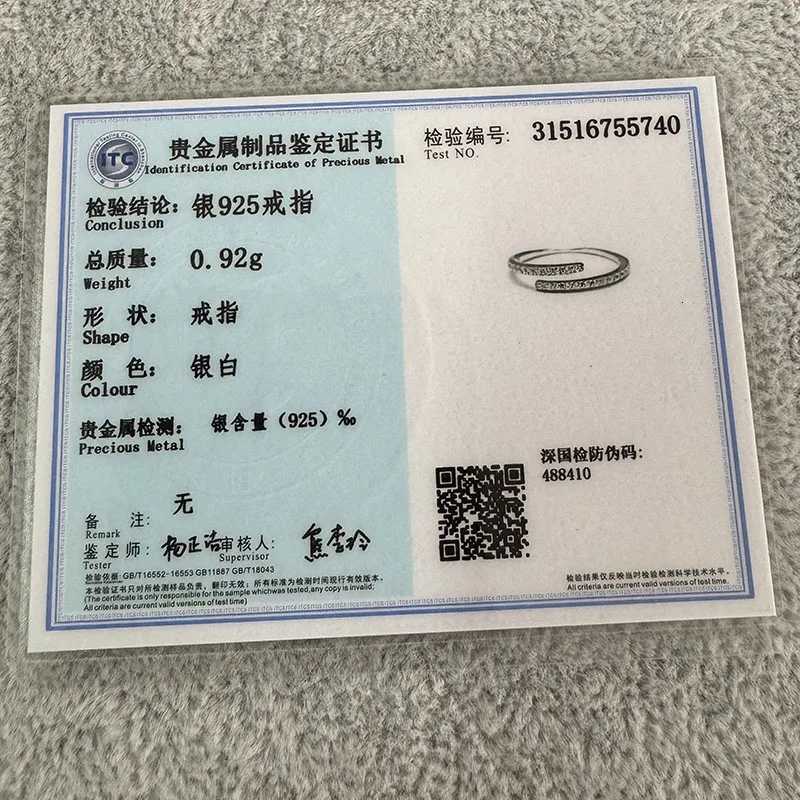 ITC
贵金属制品鉴定证书
Identification Certificate of Precious Metal
检验编号: 31516755740
Test NO.
检验结论: 银925戒指
Conclusion
总质量: 0.92g
Weight
形 状: 戒指
Shape
颜 色: 银白
Colour
贵金属检测: 银含量（925）‰
Precious Metal
深国检防伪码:
488410
备 注: 无
Remark
鉴定师: 审核人:
Tester Supervisor
检验依据: GB/T16552-16553 GB11887 GB/T18043
本检验证书只对所检测样品负责，翻印无效；所有标准为检测时间现行有效版本。
(The certificate is only responsible for the sample whichwas tested,any copy is invalid;
All criteria are current valid versions of test time)
检验结果仅反映当时检验检测科学技术水平。
All criteria are current valid versions of test time)